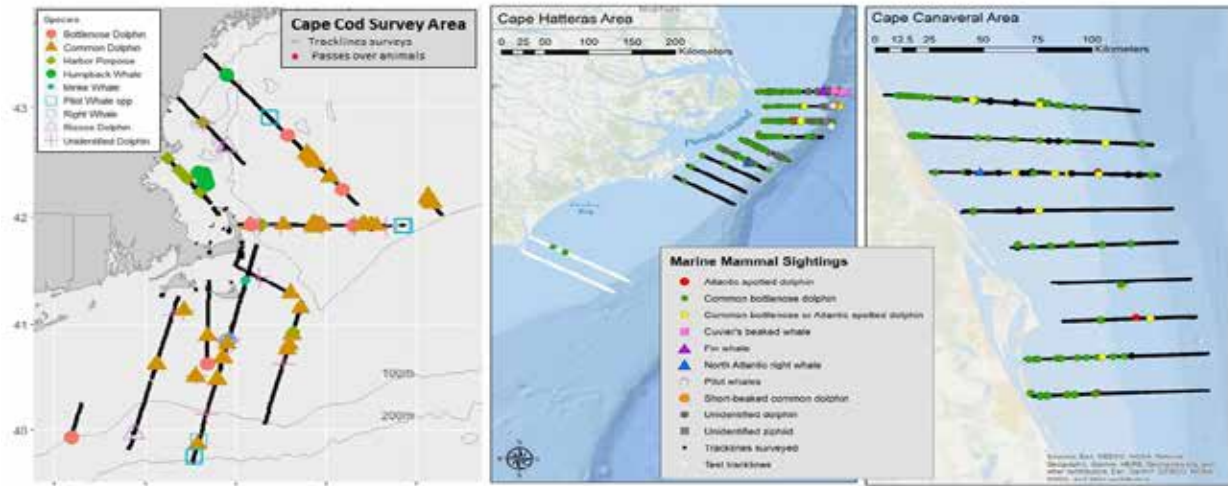 Species
Bottlenose Dolphin
Common Dolphin
Harbor Porpoise
Humpback Whale
Minke Whale
Pilot Whale spp
Right Whale
Rissos Dolphin
Unidentified Dolphin
Cape Cod Survey Area
Tracklines surveys
Passes over animals
43
42
41
40
100m
200m
Cape Hatteras Area
0 25 50 100 150 200
Kilometers
Marine Mammal Sightings
Atlantic spotted dolphin
Common bottlenose dolphin
Common bottlenose or Atlantic spotted dolphin
Cuvier's beaked whale
Fin whale
North Atlantic right whale
Pilot whales
Short-beaked common dolphin
Unidentified dolphin
Unidentified ziphiid
Tracklines surveyed
Test tracklines
Cape Canaveral Area
0 12.5 25 50 75 100
Kilometers